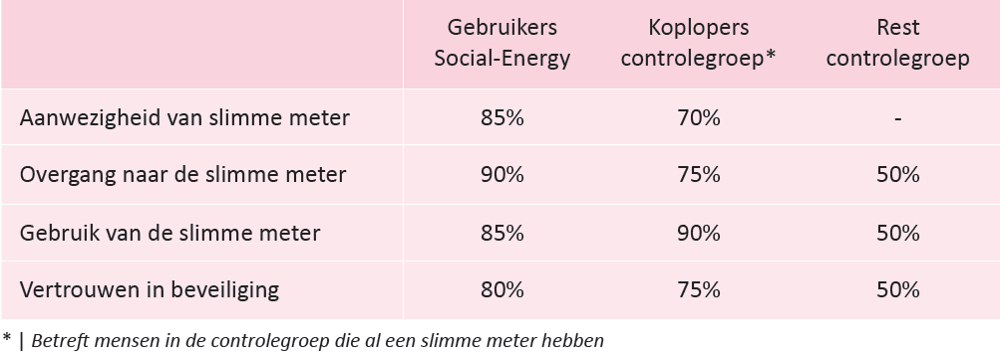 Gebruikers Social-Energy Koplopers controlegroep* Rest controlegroep
Aanwezigheid van slimme meter 85% 70% -
Overgang naar de slimme meter 90% 75% 50%
Gebruik van de slimme meter 85% 90% 50%
Vertrouwen in beveiliging 80% 75% 50%
* | Betreft mensen in de controlegroep die al een slimme meter hebben